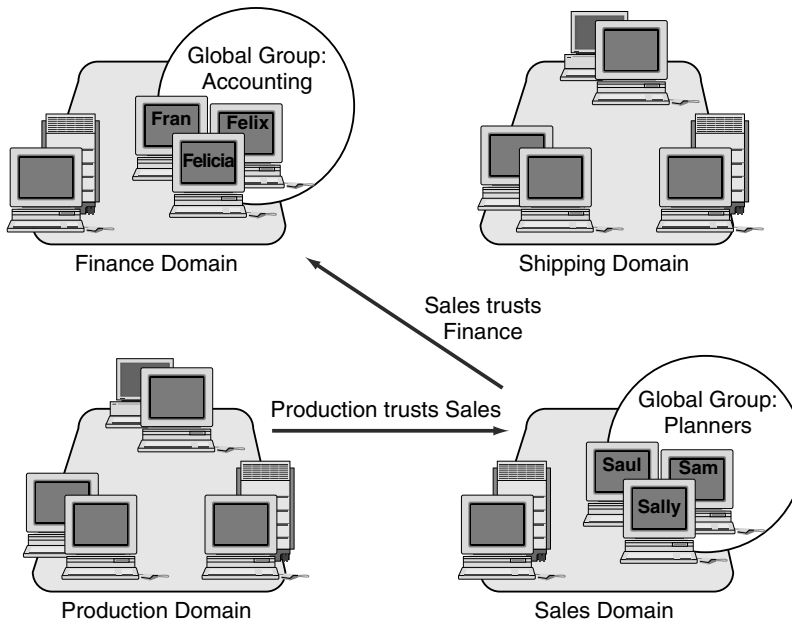 Global Group:
Accounting
Fran
Felix
Felicia
Finance Domain
Shipping Domain
Sales trusts
Finance
Production trusts Sales
Global Group:
Planners
Saul
Sam
Sally
Production Domain
Sales Domain